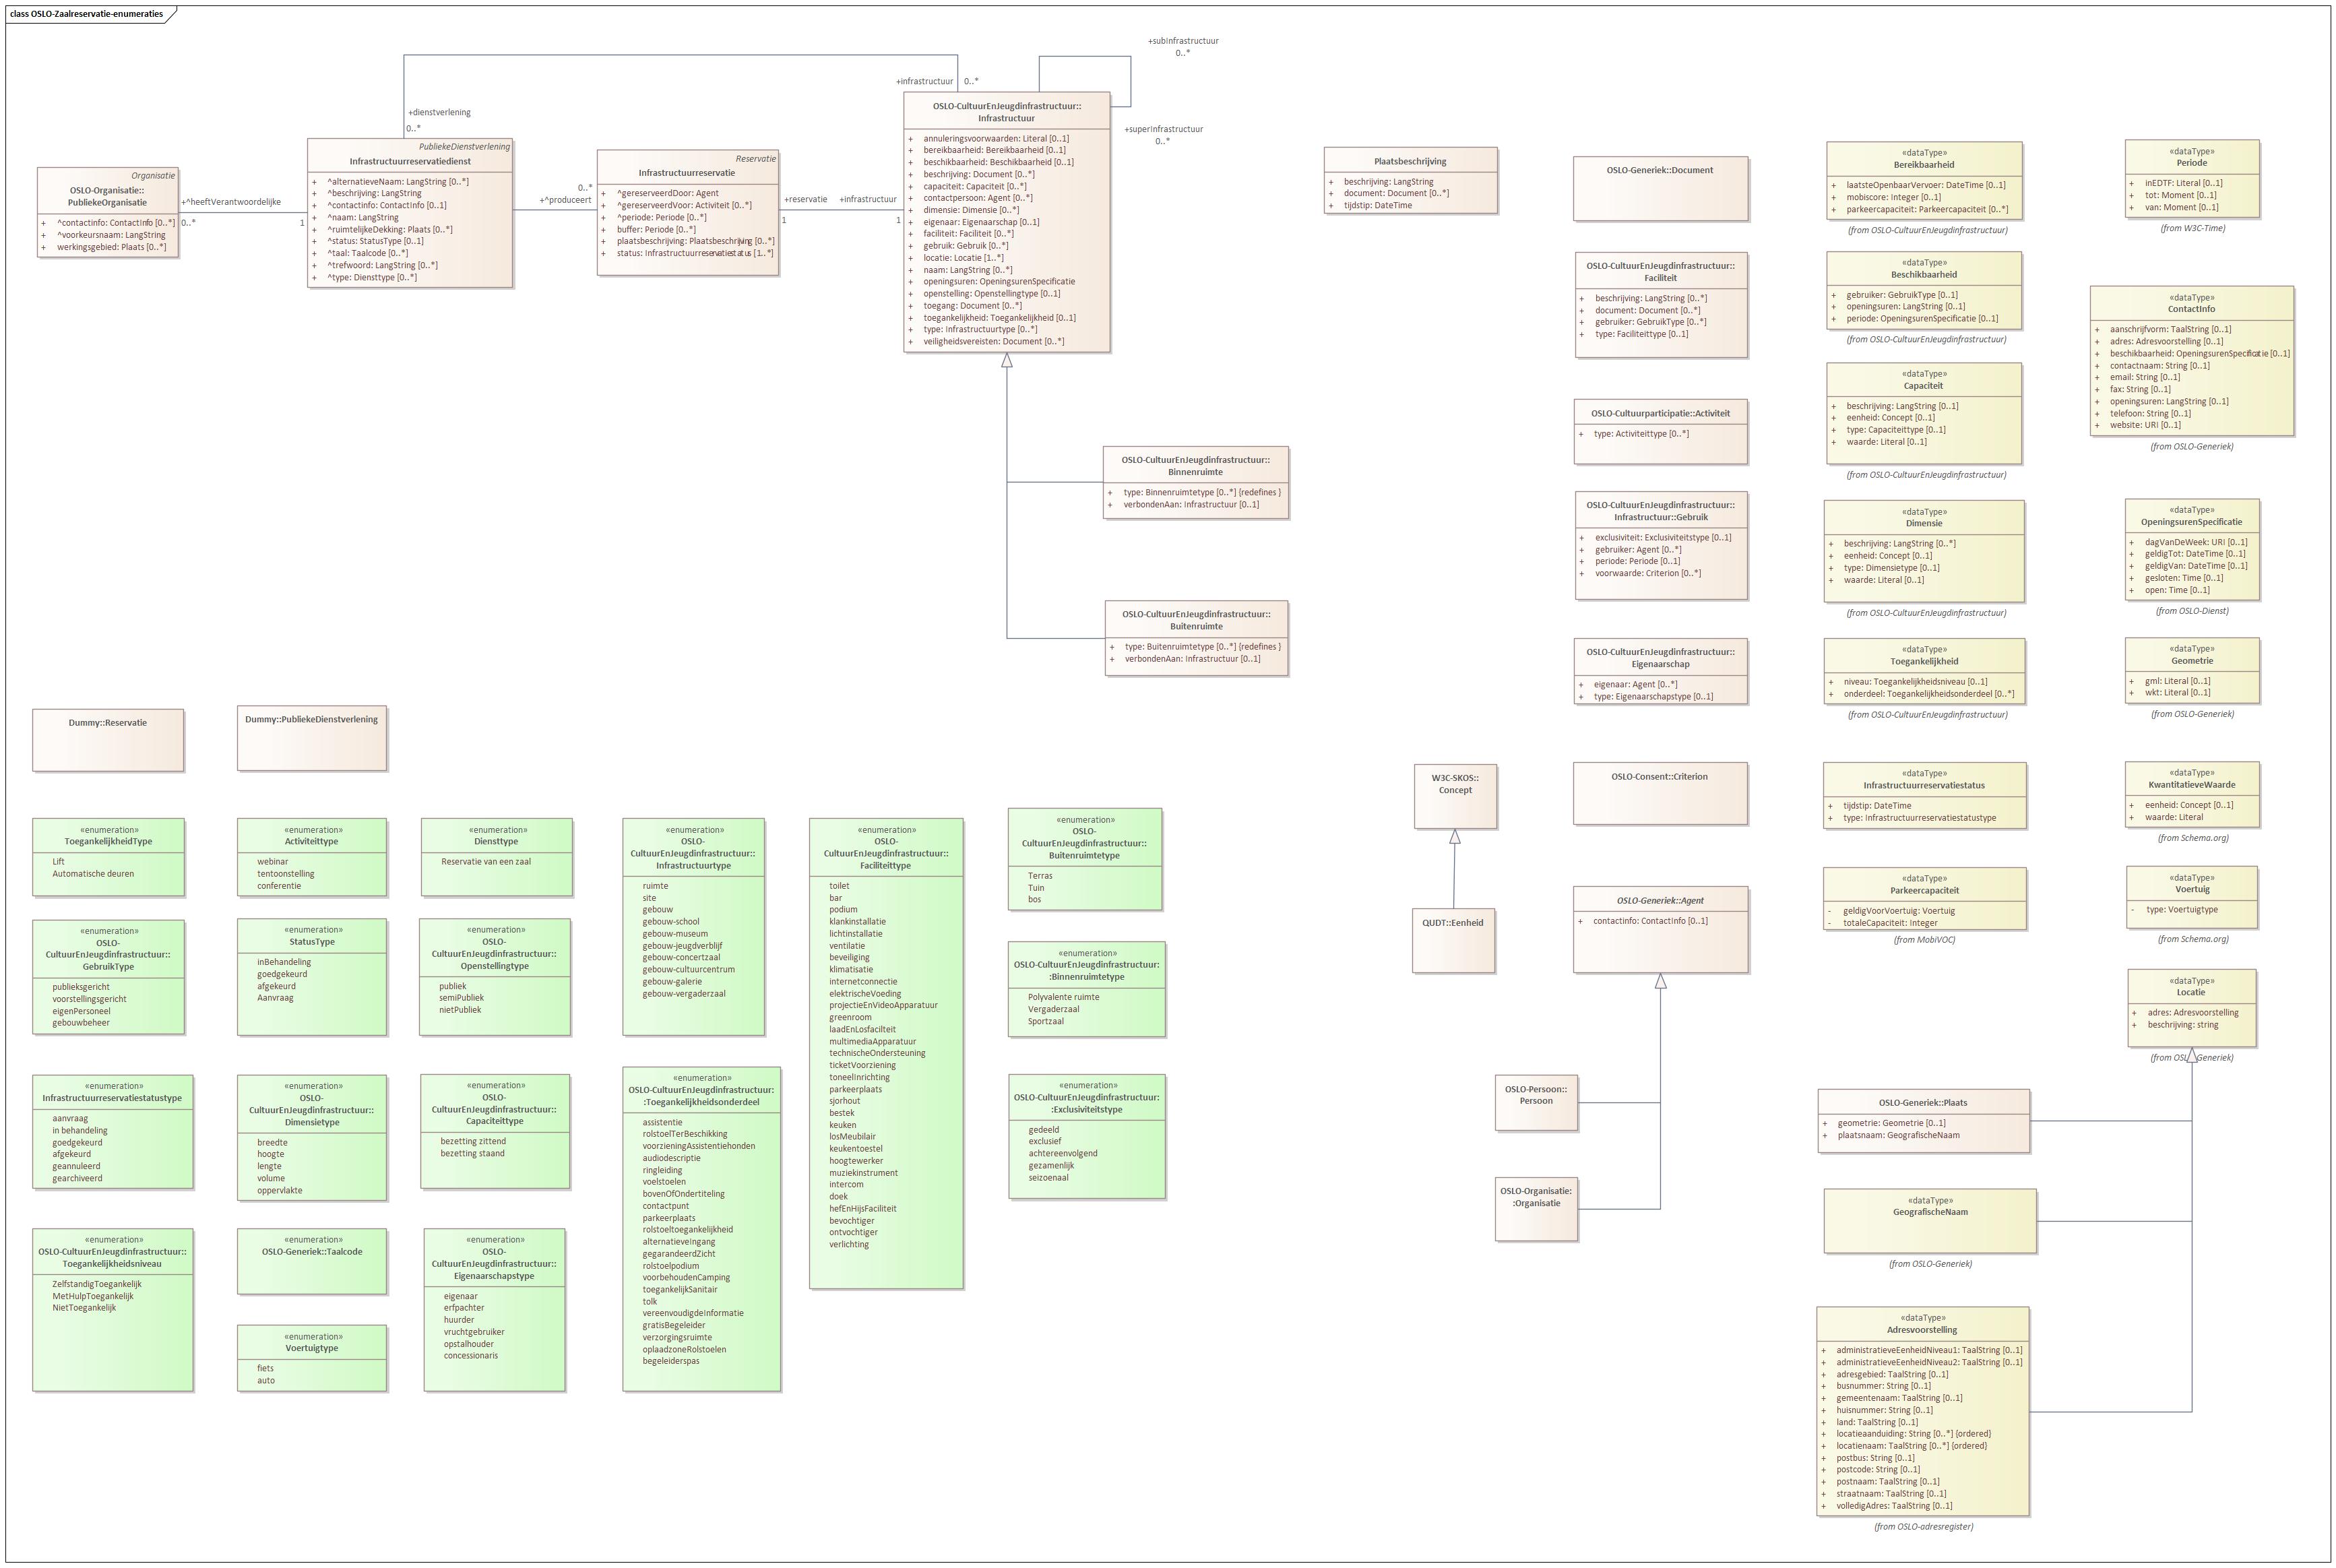 class OSLO-Zaalreservatie-enumeraties
+subInfrastructuur
0..*
+infrastructuur
0..*
+superInfrastructuur
0..*
+dienstverlening
0..*
Organisatie
OSLO-Organisatie::
PubliekeOrganisatie
+ ^contactinfo: ContactInfo [0..*]
+ ^voorkeursnaam: LangString
+ werkingsgebied: Plaats [0..*]
+^heeftVerantwoordelijke
0..*
1
PubliekeDienstverlening
Infrastructuurreservatiedienst
+ ^alternatieveNaam: LangString [0..*]
+ ^beschrijving: LangString
+ ^contactinfo: ContactInfo [0..1]
+ ^naam: LangString
+ ^ruimtelijkeDekking: Plaats [0..*]
+ ^status: StatusType [0..1]
+ ^taal: Taalcode [0..*]
+ ^trefwoord: LangString [0..*]
+ ^type: Diensttype [0..*]
0..*
+^produceert
Reservatie
Infrastructuurreservatie
+ ^gereserveerdDoor: Agent
+ ^gereserveerdVoor: Activiteit [0..*]
+ ^periode: Periode [0..*]
+ buffer: Periode [0..*]
+ plaatsbeschrijving: Plaatsbeschrijving [0..*]
+ status: Infrastructuurreservatiestatus [1..*]
+reservatie
1
+infrastructuur
1
OSLO-CultuurEnJeugdinfrastructuur::
Infrastructuur
+ annuleringsvoorwaarden: Literal [0..1]
+ bereikbaarheid: Bereikbaarheid [0..1]
+ beschikbaarheid: Beschikbaarheid [0..1]
+ beschrijving: Document [0..*]
+ capaciteit: Capaciteit [0..*]
+ contactpersoon: Agent [0..*]
+ dimensie: Dimensie [0..*]
+ eigenaar: Eigenaarschap [0..1]
+ faciliteit: Faciliteit [0..*]
+ gebruik: Gebruik [0..*]
+ locatie: Locatie [1..*]
+ naam: LangString [0..*]
+ openingsuren: OpeningsurenSpecificatie
+ openstelling: Openstellingtype [0..1]
+ toegang: Document [0..*]
+ toegankelijkheid: Toegankelijkheid [0..1]
+ type: Infrastructuurtype [0..*]
+ veiligheidsvereisten: Document [0..*]
OSLO-CultuurEnJeugdinfrastructuur::
Binnenruimte
+ type: Binnenruimtetype [0..*] {redefines }
+ verbondenAan: Infrastructuur [0..1]
OSLO-CultuurEnJeugdinfrastructuur::
Buitenruimte
+ type: Buitenruimtetype [0..*] {redefines }
+ verbondenAan: Infrastructuur [0..1]
Plaatsbeschrijving
+ beschrijving: LangString
+ document: Document [0..*]
+ tijdstip: DateTime
OSLO-Generiek::Document
OSLO-CultuurEnJeugdinfrastructuur::
Faciliteit
+ beschrijving: LangString [0..*]
+ document: Document [0..*]
+ gebruiker: GebruikType [0..*]
+ type: Faciliteittype [0..1]
OSLO-Cultuurparticipatie::Activiteit
+ type: Activiteittype [0..*]
OSLO-CultuurEnJeugdinfrastructuur::
Infrastructuur::Gebruik
+ exclusiviteit: Exclusiviteitstype [0..1]
+ gebruiker: Agent [0..*]
+ periode: Periode [0..1]
+ voorwaarde: Criterion [0..*]
OSLO-CultuurEnJeugdinfrastructuur::
Eigenaarschap
+ eigenaar: Agent [0..*]
+ type: Eigenaarschapstype [0..1]
«dataType»
Bereikbaarheid
+ laatsteOpenbaarVervoer: DateTime [0..1]
+ mobiscore: Integer [0..1]
+ parkeercapaciteit: Parkeercapaciteit [0..*]
(from OSLO-CultuurEnJeugdinfrastructuur)
«dataType»
Beschikbaarheid
+ gebruiker: GebruikType [0..1]
+ openingsuren: LangString [0..1]
+ periode: OpeningsurenSpecificatie [0..1]
(from OSLO-CultuurEnJeugdinfrastructuur)
«dataType»
Capaciteit
+ beschrijving: LangString [0..1]
+ eenheid: Concept [0..1]
+ type: Capaciteittype [0..1]
+ waarde: Literal [0..1]
(from OSLO-CultuurEnJeugdinfrastructuur)
«dataType»
Dimensie
+ beschrijving: LangString [0..*]
+ eenheid: Concept [0..1]
+ type: Dimensietype [0..1]
+ waarde: Literal [0..1]
(from OSLO-CultuurEnJeugdinfrastructuur)
«dataType»
Toegankelijkheid
+ niveau: Toegankelijkheidsniveau [0..1]
+ onderdeel: Toegankelijkheidsonderdeel [0..*]
(from OSLO-CultuurEnJeugdinfrastructuur)
«dataType»
Periode
+ inEDTF: Literal [0..1]
+ tot: Moment [0..1]
+ van: Moment [0..1]
(from W3C-Time)
«dataType»
ContactInfo
+ aanschrijfvorm: TaalString [0..1]
+ adres: Adresvoorstelling [0..1]
+ beschikbaarheid: OpeningsurenSpecificatie [0..1]
+ contactnaam: String [0..1]
+ email: String [0..1]
+ fax: String [0..1]
+ openingsuren: LangString [0..1]
+ telefoon: String [0..1]
+ website: URI [0..1]
(from OSLO-Generiek)
«dataType»
OpeningsurenSpecificatie
+ dagVanDeWeek: URI [0..1]
+ geldigTot: DateTime [0..1]
+ geldigVan: DateTime [0..1]
+ gesloten: Time [0..1]
+ open: Time [0..1]
(from OSLO-Dienst)
«dataType»
Geometrie
+ gml: Literal [0..1]
+ wkt: Literal [0..1]
(from OSLO-Generiek)
Dummy::Reservatie
Dummy::PubliekeDienstverlening
«enumeration»
ToegankelijkheidType
Lift
Automatische deuren
«enumeration»
Activiteittype
webinar
tentoonstelling
conferentie
«enumeration»
Diensttype
Reservatie van een zaal
«enumeration»
OSLO-
CultuurEnJeugdinfrastructuur::
GebruikType
publieksgericht
voorstellingsgericht
eigenPersoneel
gebouwbeheer
«enumeration»
StatusType
inBehandeling
goedgekeurd
afgekeurd
Aanvraag
«enumeration»
OSLO-
CultuurEnJeugdinfrastructuur::
Openstellingtype
publiek
semiPubliek
nietPubliek
«enumeration»
Infrastructuurreservatiestatustype
aanvraag
in behandeling
goedgekeurd
afgekeurd
geannuleerd
gearchiveerd
«enumeration»
OSLO-
CultuurEnJeugdinfrastructuur::
Dimensietype
breedte
hoogte
lengte
volume
oppervlakte
«enumeration»
OSLO-
CultuurEnJeugdinfrastructuur::
Capaciteittype
bezetting zittend
bezetting staand
«enumeration»
OSLO-CultuurEnJeugdinfrastructuur::
Toegankelijkheidsniveau
ZelfstandigToegankelijk
MetHulpToegankelijk
NietToegankelijk
«enumeration»
OSLO-Generiek::Taalcode
«enumeration»
Voertuigtype
fiets
auto
«enumeration»
OSLO-
CultuurEnJeugdinfrastructuur::
Eigenaarschapstype
eigenaar
erfpachter
huurder
vruchtgebruiker
opstalhouder
concessionaris
«enumeration»
OSLO-
CultuurEnJeugdinfrastructuur::
Infrastructuurtype
ruimte
site
gebouw
gebouw-school
gebouw-museum
gebouw-jeugdverblijf
gebouw-concertzaal
gebouw-cultuurcentrum
gebouw-galerie
gebouw-vergaderzaal
«enumeration»
OSLO-CultuurEnJeugdinfrastructuur:
:Toegankelijkheidsonderdeel
assistentie
rolstoelTerBeschikking
voorzieningAssistentiehonden
audiodescriptie
ringleiding
voelstoelen
bovenOfOndertiteling
contactpunt
parkeerplaats
rolstoeltoegankelijkheid
alternatieveIngang
gegarandeerdZicht
rolstoelpodium
voorbehoudenCamping
toegankelijkSanitair
tolk
vereenvoudigdeInformatie
gratisBegeleider
verzorgingsruimte
oplaadzoneRolstoelen
begeleiderspas
«enumeration»
OSLO-
CultuurEnJeugdinfrastructuur::
Faciliteittype
toilet
bar
podium
klankinstallatie
lichtinstallatie
ventilatie
beveiliging
klimatisatie
internetconnectie
elektrischeVoeding
projectieEnVideoApparatuur
greenroom
laadEnLosfacilteit
multimediaApparatuur
technischeOndersteuning
ticketVoorziening
toneelInrichting
parkeerplaats
sjorhout
bestek
keuken
losMeubilair
keukentoestel
hoogtewerker
muziekinstrument
intercom
doek
hefEnHijsFaciliteit
bevochtiger
ontvochtiger
verlichting
«enumeration»
OSLO-
CultuurEnJeugdinfrastructuur::
Buitenruimtetype
Terras
Tuin
bos
«enumeration»
OSLO-CultuurEnJeugdinfrastructuur:
:Binnenruimtetype
Polyvalente ruimte
Vergaderzaal
Sportzaal
«enumeration»
OSLO-CultuurEnJeugdinfrastructuur:
:Exclusiviteitstype
gedeeld
exclusief
achtereenvolgend
gezamenlijk
seizoenaal
W3C-SKOS::
Concept
QUDT::Eenheid
OSLO-Consent::Criterion
OSLO-Generiek::Agent
+ contactinfo: ContactInfo [0..1]
OSLO-Persoon::
Persoon
OSLO-Organisatie:
:Organisatie
«dataType»
Infrastructuurreservatiestatus
+ tijdstip: DateTime
+ type: Infrastructuurreservatiestatustype
«dataType»
Parkeercapaciteit
- geldigVoorVoertuig: Voertuig
- totaleCapaciteit: Integer
(from MobiVOC)
«dataType»
KwantitatieveWaarde
+ eenheid: Concept [0..1]
+ waarde: Literal
(from Schema.org)
«dataType»
Voertuig
- type: Voertuigtype
(from Schema.org)
«dataType»
Locatie
+ adres: Adresvoorstelling
+ beschrijving: string
(from OSLO-Generiek)
OSLO-Generiek::Plaats
+ geometrie: Geometrie [0..1]
+ plaatsnaam: GeografischeNaam
«dataType»
GeografischeNaam
(from OSLO-Generiek)
«dataType»
Adresvoorstelling
+ administratieveEenheidNiveau1: TaalString [0..1]
+ administratieveEenheidNiveau2: TaalString [0..1]
+ adresgebied: TaalString [0..1]
+ busnummer: String [0..1]
+ gemeentenaam: TaalString [0..1]
+ huisnummer: String [0..1]
+ land: TaalString [0..1]
+ locatieaanduiding: String [0..*] {ordered}
+ locatienaam: TaalString [0..*] {ordered}
+ postbus: String [0..1]
+ postcode: String [0..1]
+ postnaam: TaalString [0..1]
+ straatnaam: TaalString [0..1]
+ volledigAdres: TaalString [0..1]
(from OSLO-adresregister)